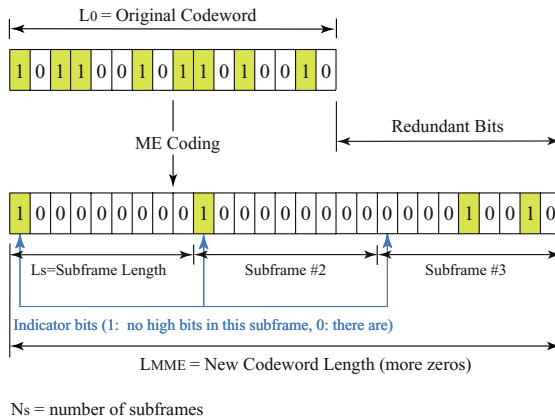 L0 = Original Codeword
1 0 1 1 0 0 1 0 1 1 0 1 0 0 1 0
Redundant Bits
ME Coding
1 0 0 0 0 0 0 0 0 1 0 0 0 0 0 0 0 0 0 0 0 0 1 0 0 1 0
Ls=Subframe Length Subframe #2 Subframe #3
Indicator bits (1: no high bits in this subframe, 0: there are)
LMME = New Codeword Length (more zeros)
Ns = number of subframes